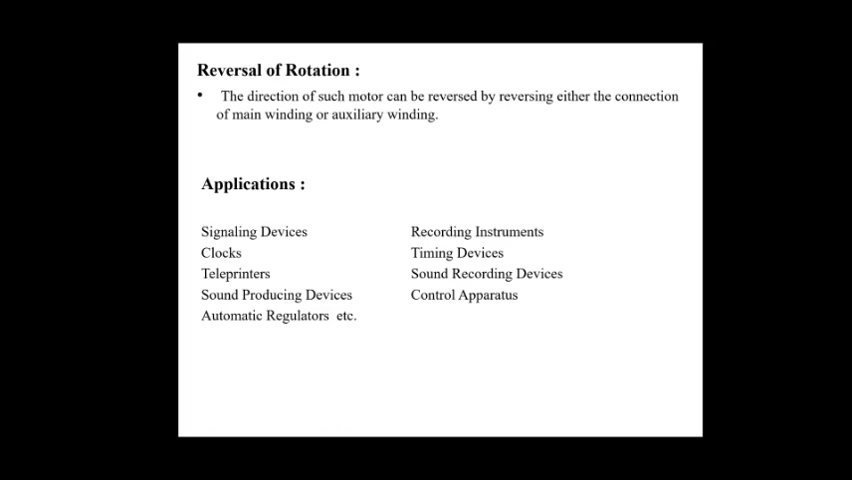 Reversal of Rotation :
• The direction of such motor can be reversed by reversing either the connection
of main winding or auxiliary winding.
Applications :
Signaling Devices
Clocks
Teleprinters
Sound Producing Devices
Automatic Regulators etc.
Recording Instruments
Timing Devices
Sound Recording Devices
Control Apparatus